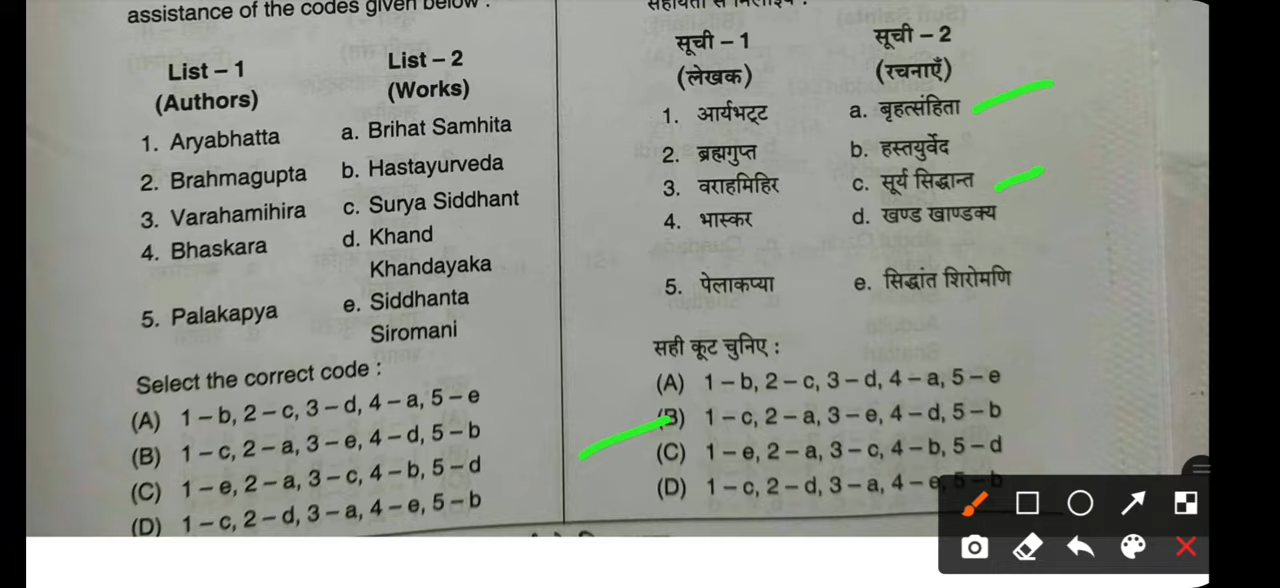 assistance of the codes given below :
List – 1
(Authors)
List – 2
(Works)
1. Aryabhatta
a. Brihat Samhita
2. Brahmagupta
b. Hastayurveda
3. Varahamihira
c. Surya Siddhant
4. Bhaskara
d. Khand
Khandayaka
5. Palakapya
e. Siddhanta
Siromani
Select the correct code :
(A) 1 – b, 2 – c, 3 – d, 4 – a, 5 – e
(B) 1 – c, 2 – a, 3 – e, 4 – d, 5 – b
(C) 1 – e, 2 – a, 3 – c, 4 – b, 5 – d
(D) 1 – c, 2 – d, 3 – a, 4 – e, 5 – b
सहायता से मिलाइये :
सूची – 1
(लेखक)
सूची – 2
(रचनाएँ)
1. आर्यभट्ट
a. बृहत्संहिता
2. ब्रह्मगुप्त
b. हस्तयुर्वेद
3. वराहमिहिर
c. सूर्य सिद्धान्त
4. भास्कर
d. खण्ड खाण्डक्य
5. पेलाकप्या
e. सिद्धांत शिरोमणि
सही कूट चुनिए :
(A) 1 – b, 2 – c, 3 – d, 4 – a, 5 – e
(B) 1 – c, 2 – a, 3 – e, 4 – d, 5 – b
(C) 1 – e, 2 – a, 3 – c, 4 – b, 5 – d
(D) 1 – c, 2 – d, 3 – a, 4 – e, 5 – b